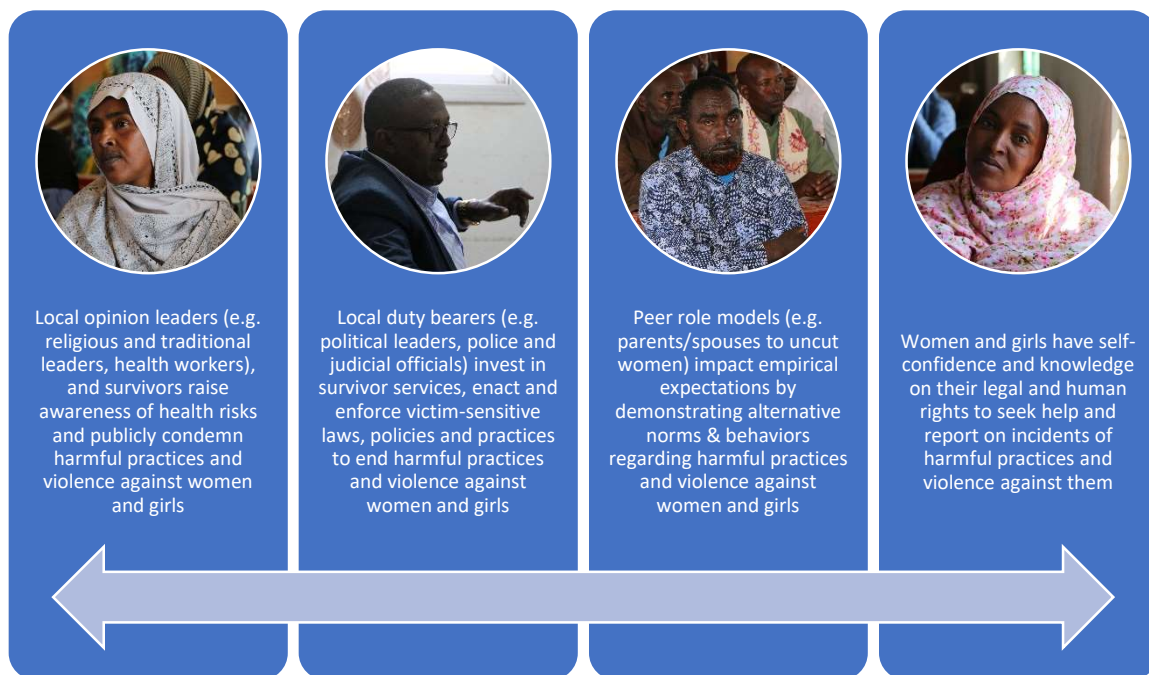 Local opinion leaders (e.g.
religious and traditional
leaders, health workers),
and survivors raise
awareness of health risks
and publicly condemn
harmful practices and
violence against women
and girls
Local duty bearers (e.g.
political leaders, police and
judicial officials) invest in
survivor services, enact and
enforce victim-sensitive
laws, policies and practices
to end harmful practices
and violence against
women and girls
Peer role models (e.g.
parents/spouses to uncut
women) impact empirical
expectations by
demonstrating alternative
norms & behaviors
regarding harmful practices
and violence against
women and girls
Women and girls have self-
confidence and knowledge
on their legal and human
rights to seek help and
report on incidents of
harmful practices and
violence against them